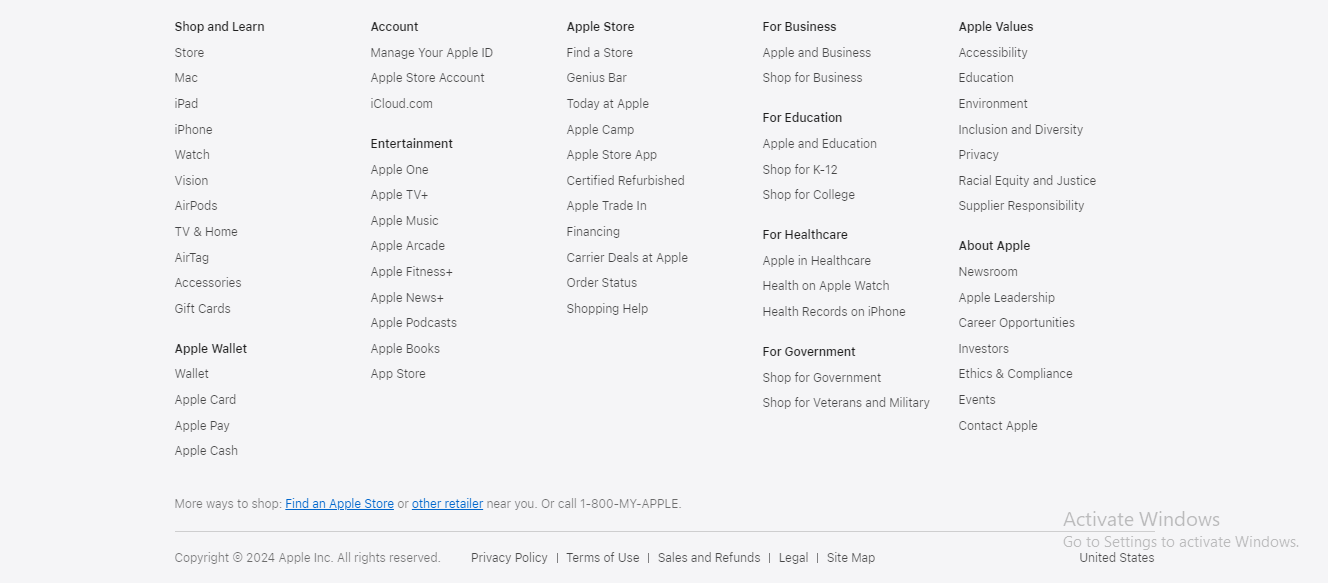 Shop and Learn
Store
Mac
iPad
iPhone
Watch
Vision
AirPods
TV & Home
AirTag
Accessories
Gift Cards
Apple Wallet
Wallet
Apple Card
Apple Pay
Apple Cash
Account
Manage Your Apple ID
Apple Store Account
iCloud.com
Entertainment
Apple One
Apple TV+
Apple Music
Apple Arcade
Apple Fitness+
Apple News+
Apple Podcasts
Apple Books
App Store
Apple Store
Find a Store
Genius Bar
Today at Apple
Apple Camp
Apple Store App
Certified Refurbished
Apple Trade In
Financing
Carrier Deals at Apple
Order Status
Shopping Help
For Business
Apple and Business
Shop for Business
For Education
Apple and Education
Shop for K-12
Shop for College
For Healthcare
Apple in Healthcare
Health on Apple Watch
Health Records on iPhone
For Government
Shop for Government
Shop for Veterans and Military
Apple Values
Accessibility
Education
Environment
Inclusion and Diversity
Privacy
Racial Equity and Justice
Supplier Responsibility
About Apple
Newsroom
Apple Leadership
Career Opportunities
Investors
Ethics & Compliance
Events
Contact Apple
More ways to shop: Find an Apple Store or other retailer near you. Or call 1-800-MY-APPLE.
Activate Windows
Go to Settings to activate Windows.
Copyright © 2024 Apple Inc. All rights reserved. Privacy Policy | Terms of Use | Sales and Refunds | Legal | Site Map United States